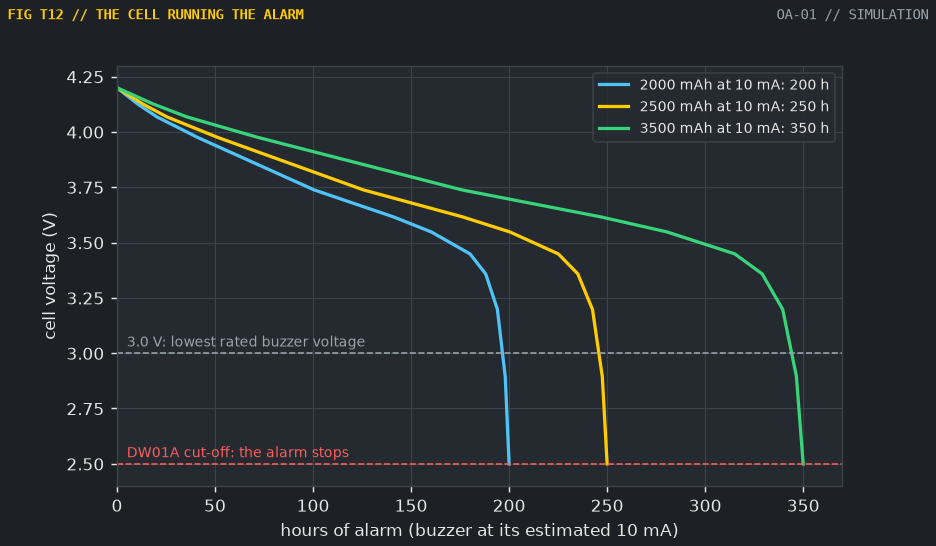 FIG T12 // THE CELL RUNNING THE ALARM
OA-01 // SIMULATION
2000 mAh at 10 mA: 200 h
2500 mAh at 10 mA: 250 h
3500 mAh at 10 mA: 350 h
cell voltage (V)
4.25
4.00
3.75
3.50
3.25
3.00
2.75
2.50
3.0 V: lowest rated buzzer voltage
DW01A cut-off: the alarm stops
0
50
100
150
200
250
300
350
hours of alarm (buzzer at its estimated 10 mA)